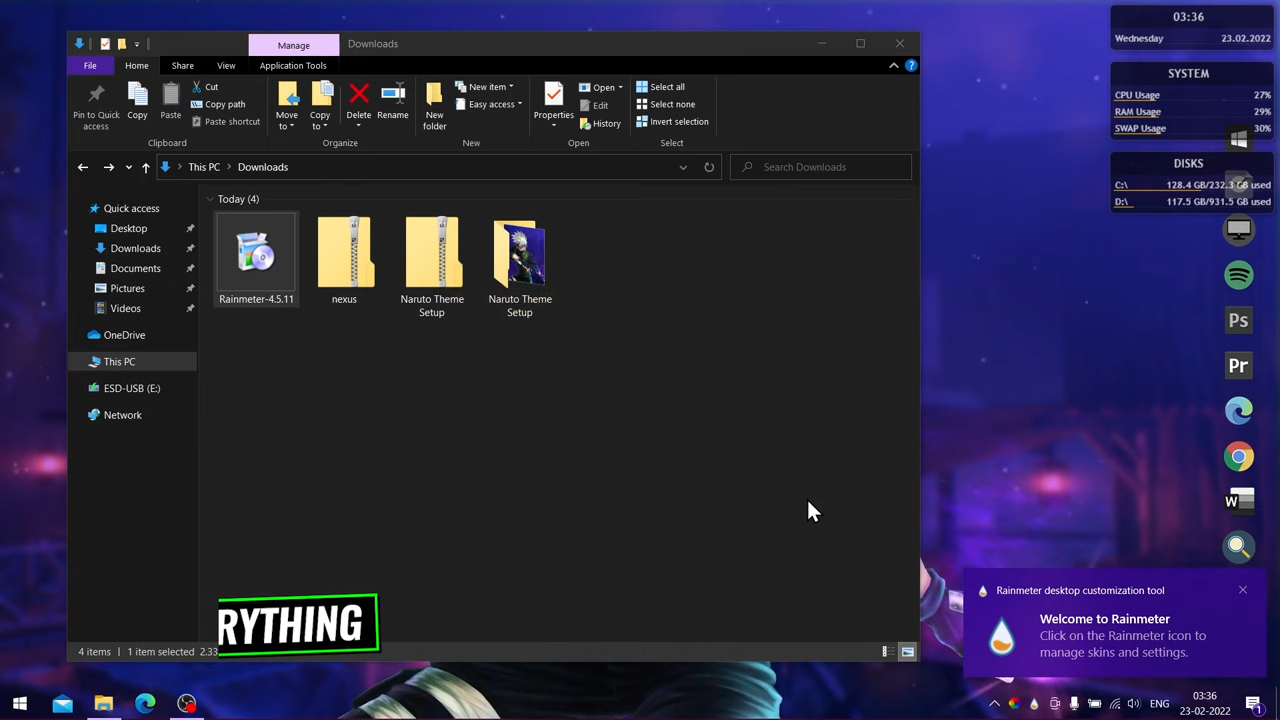 Manage
Downloads
File
Home
Share
View
Application Tools
Pin to Quick
access
Copy
Paste
Cut
Copy path
Paste shortcut
Clipboard
Move
to
Copy
to
Delete
Rename
Organize
New
folder
New item
Easy access
New
Properties
Open
Edit
History
Open
Select all
Select none
Invert selection
Select
This PC
Downloads
Search Downloads
Quick access
Desktop
Downloads
Documents
Pictures
Videos
OneDrive
This PC
ESD-USB (E:)
Network
Today (4)
Rainmeter-4.5.11
nexus
Naruto Theme
Setup
Naruto Theme
Setup
RYTHING
4 items
1 item selected 2.33
03:36
Wednesday 23.02.2022
SYSTEM
CPU Usage 27%
RAM Usage 29%
SWAP Usage 30%
DISKS
C:\ 128.4 GB/232.3 GB used
D:\ 117.5 GB/931.5 GB used
Ps
Pr
W
Rainmeter desktop customization tool
Welcome to Rainmeter
Click on the Rainmeter icon to
manage skins and settings.
ENG
03:36
23-02-2022
1